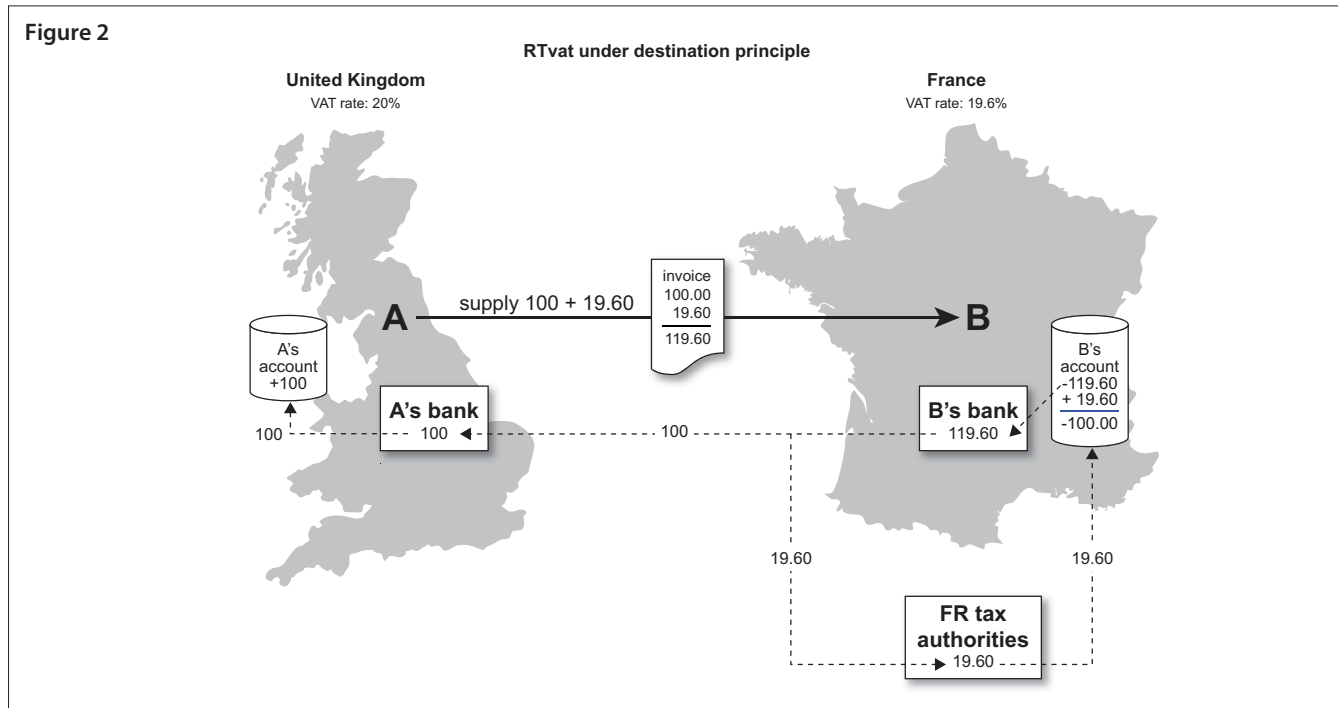 Figure 2
RTvat under destination principle
United Kingdom
VAT rate: 20%
France
VAT rate: 19.6%
A
supply 100 + 19.60
invoice
100.00
19.60
119.60
B
A's
account
+100
B's
account
-119.60
+ 19.60
-100.00
A's bank
100
B's bank
119.60
100
100
19.60
19.60
FR tax
authorities
19.60